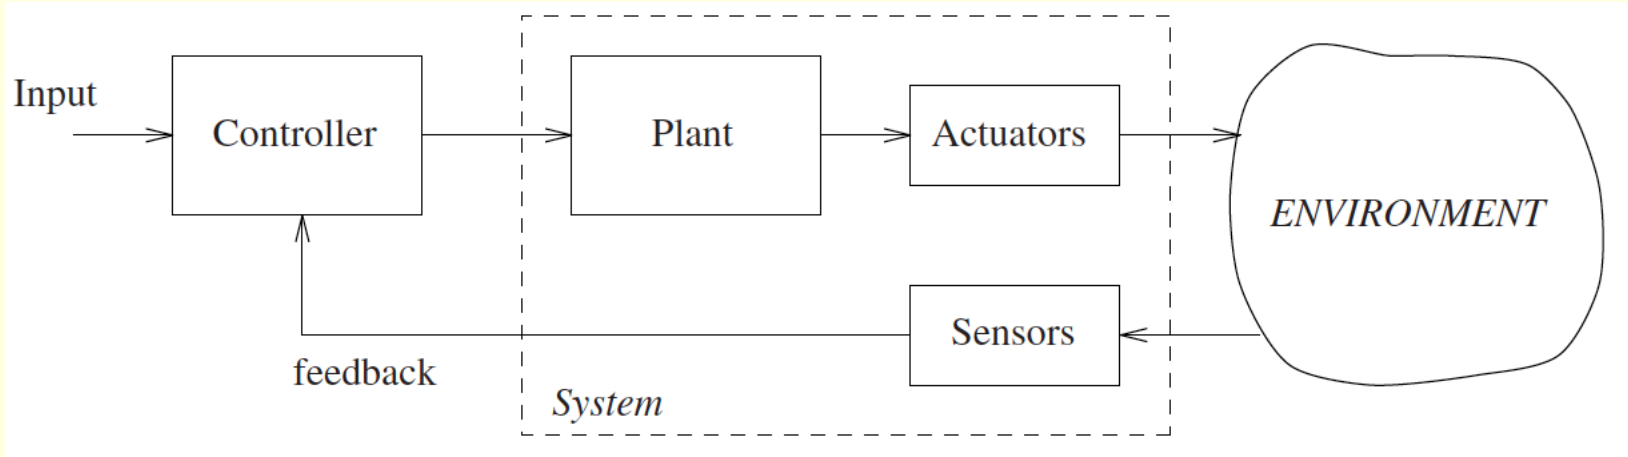 Input
Controller
Plant
Actuators
ENVIRONMENT
Sensors
feedback
System